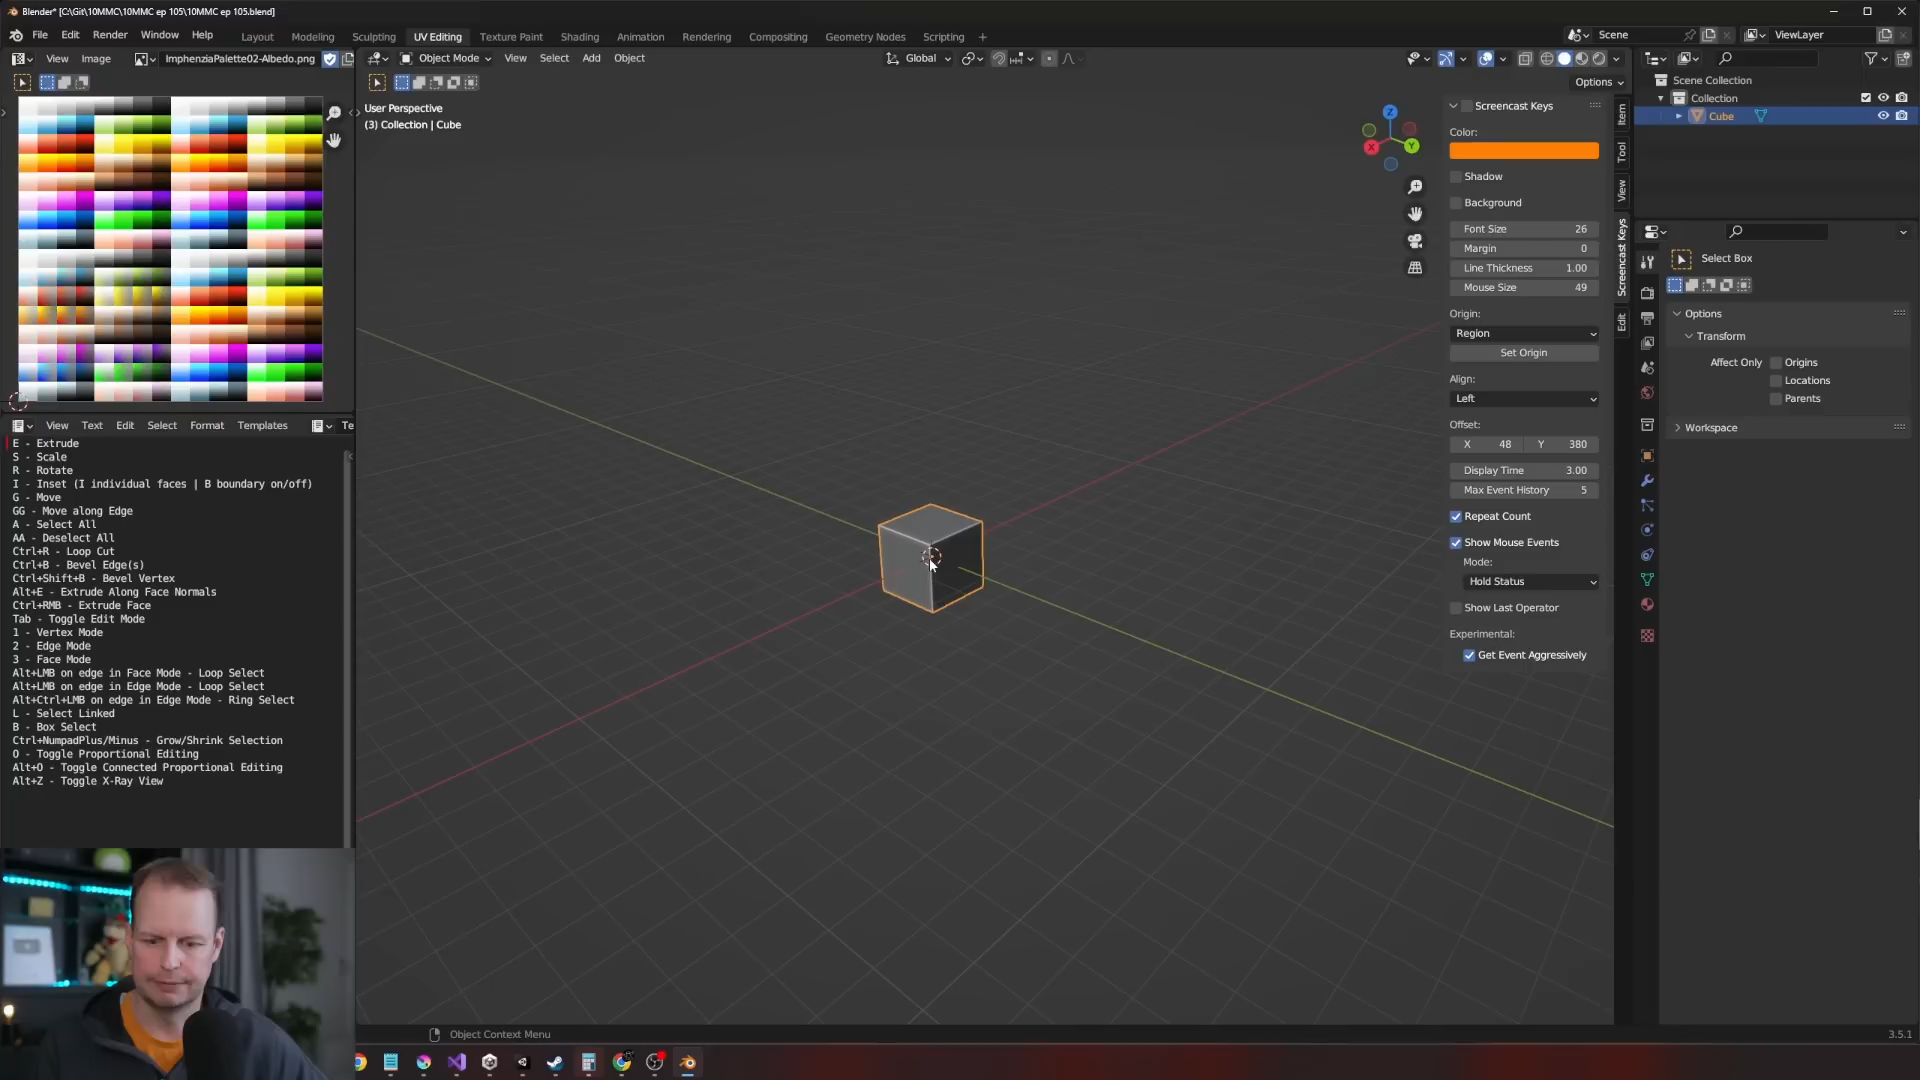 Blender* [C:\Git\10MMC\10MMC ep 105\10MMC ep 105.blend]
File Edit Render Window Help
Layout Modeling Sculpting UV Editing Texture Paint Shading Animation Rendering Compositing Geometry Nodes Scripting +
Scene
ViewLayer
View Image ImphenziaPalette02-Albedo.png
Object Mode View Select Add Object
Global
Options
User Perspective
(3) Collection | Cube
Z
X
Y
Screencast Keys
Color:
Shadow
Background
Font Size 26
Margin 0
Line Thickness 1.00
Mouse Size 49
Origin:
Region
Set Origin
Align:
Left
Offset:
X 48 Y 380
Display Time 3.00
Max Event History 5
Repeat Count
Show Mouse Events
Mode:
Hold Status
Show Last Operator
Experimental:
Get Event Aggressively
Item
Tool
View
Screencast Keys
Edit
Scene Collection
Collection
Cube
Select Box
Options
Transform
Affect Only Origins
Locations
Parents
Workspace
View Text Edit Select Format Templates Te
E - Extrude
S - Scale
R - Rotate
I - Inset (I individual faces | B boundary on/off)
G - Move
GG - Move along Edge
A - Select All
AA - Deselect All
Ctrl+R - Loop Cut
Ctrl+B - Bevel Edge(s)
Ctrl+Shift+B - Bevel Vertex
Alt+E - Extrude Along Face Normals
Ctrl+RMB - Extrude Face
Tab - Toggle Edit Mode
1 - Vertex Mode
2 - Edge Mode
3 - Face Mode
Alt+LMB on edge in Face Mode - Loop Select
Alt+LMB on edge in Edge Mode - Loop Select
Alt+Ctrl+LMB on edge in Edge Mode - Ring Select
L - Select Linked
B - Box Select
Ctrl+NumpadPlus/Minus - Grow/Shrink Selection
O - Toggle Proportional Editing
Alt+O - Toggle Connected Proportional Editing
Alt+Z - Toggle X-Ray View
Object Context Menu
3.5.1